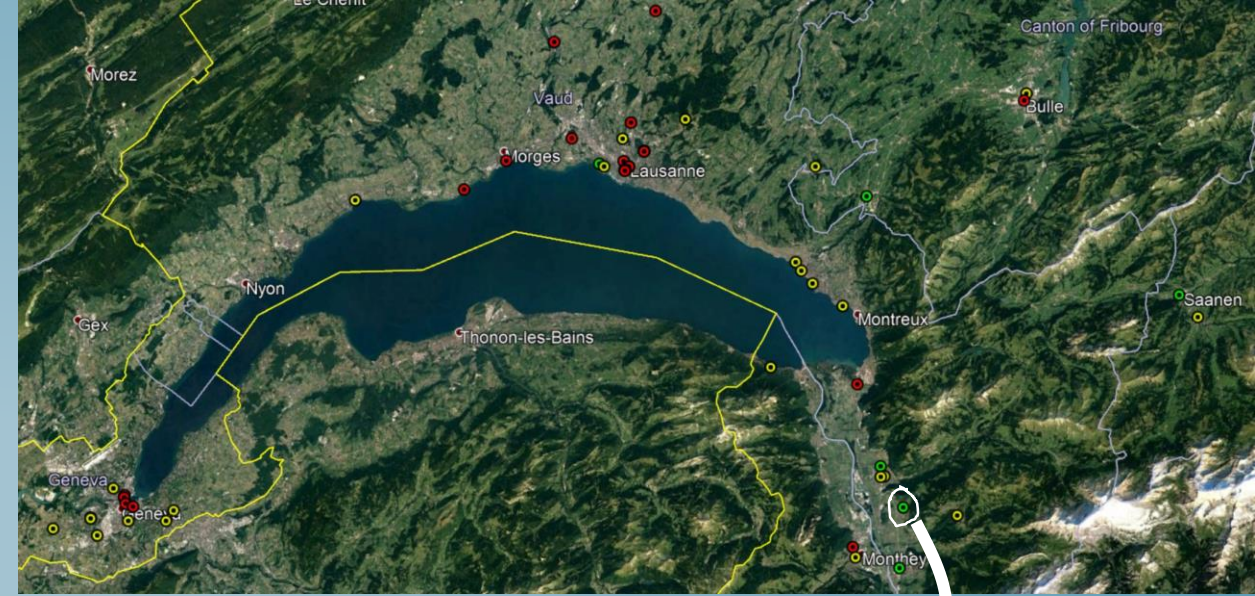 Le Chenit
Canton of Fribourg
Morez
Vaud
Bulle
Morges
Lausanne
Nyon
Saanen
Gex
Montreux
Thonon-les-Bains
Geneva
Geneva
Monthey